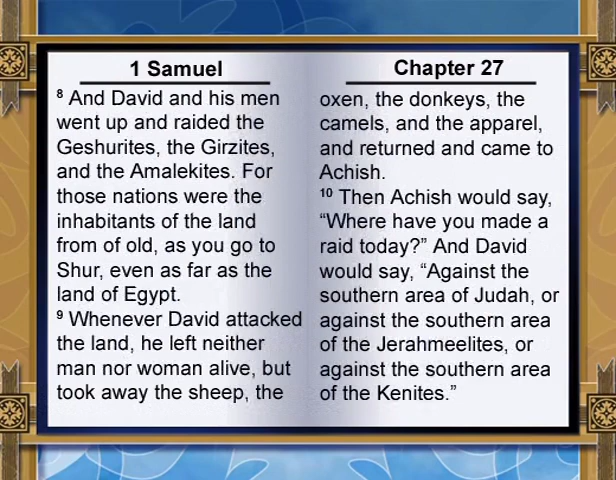 1 Samuel
⁸ And David and his men
went up and raided the
Geshurites, the Girzites,
and the Amalekites. For
those nations were the
inhabitants of the land
from of old, as you go to
Shur, even as far as the
land of Egypt.
⁹ Whenever David attacked
the land, he left neither
man nor woman alive, but
took away the sheep, the
Chapter 27
oxen, the donkeys, the
camels, and the apparel,
and returned and came to
Achish.
¹⁰ Then Achish would say,
“Where have you made a
raid today?” And David
would say, “Against the
southern area of Judah, or
against the southern area
of the Jerahmeelites, or
against the southern area
of the Kenites.”